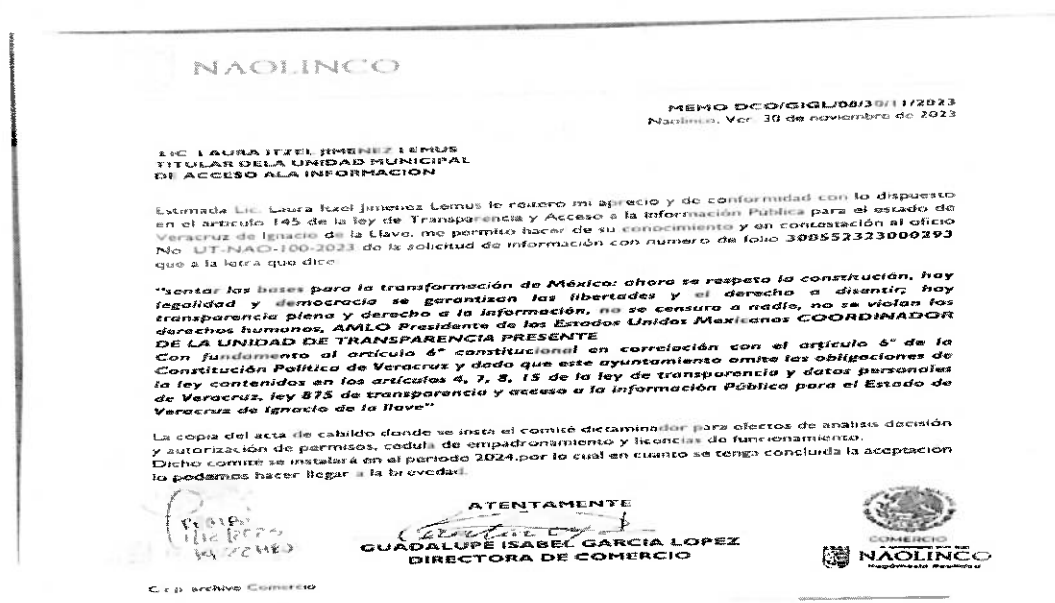 NAOLINCO
MEMO DCO/GIGL/08/30/11/2023
Naolinco, Ver. 30 de noviembre de 2023
LIC LAURA ITZEL JIMENEZ LEMUS
TITULAR DELA UNIDAD MUNICIPAL
DE ACCESO ALA INFORMACION
Estimada Lic. Laura Itzel Jimenez Lemus le reitero mi aprecio y de conformidad con lo dispuesto
en el articulo 145 de la ley de Transparencia y Acceso a la Información Pública para el estado de
Veracruz de Ignacio de la Llave, me permito hacer de su conocimiento y en contestación al oficio
No. UT-NAO-100-2023 de la solicitud de información con numero de folio 308552323000293
que a la letra que dice:
"sentar las bases para la transformación de México: ahora se respeta la constitución, hay
legalidad y democracia se garantizan las libertades y el derecho a disantir; hay
transparencia plena y derecho a la información, no se censura a nadie, no se violan los
derechos humanos, AMLO Presidente de los Estados Unidos Mexicanos COORDINADOR
DE LA UNIDAD DE TRANSPARENCIA PRESENTE
Con fundamento al artículo 6° constitucional en correlación con el artículo 6° de la
Constitución Política de Veracruz y dado que este ayuntamiento omite las obligaciones de
la ley contenidos en los artículos 4, 7, 8, 15 de la ley de transparencia y datos personales
de Veracruz, ley 875 de transparencia y acceso a la información Pública para el Estado de
Veracruz de Ignacio de la llave"
La copia del acta de cabildo donde se insta el comité dictaminador para efectos de analisis decisión
y autorización de permisos, cedula de empadronamiento y licencias de funcionamiento.
Dicho comite se instalará en el periodo 2024.por lo cual en cuanto se tenga concluida la aceptacion
lo podamos hacer llegar a la brevedad.
ATENTAMENTE
GUADALUPE ISABEL GARCIA LOPEZ
DIRECTORA DE COMERCIO
COMERCIO
NAOLINCO
C.c.p. archivo Comercio